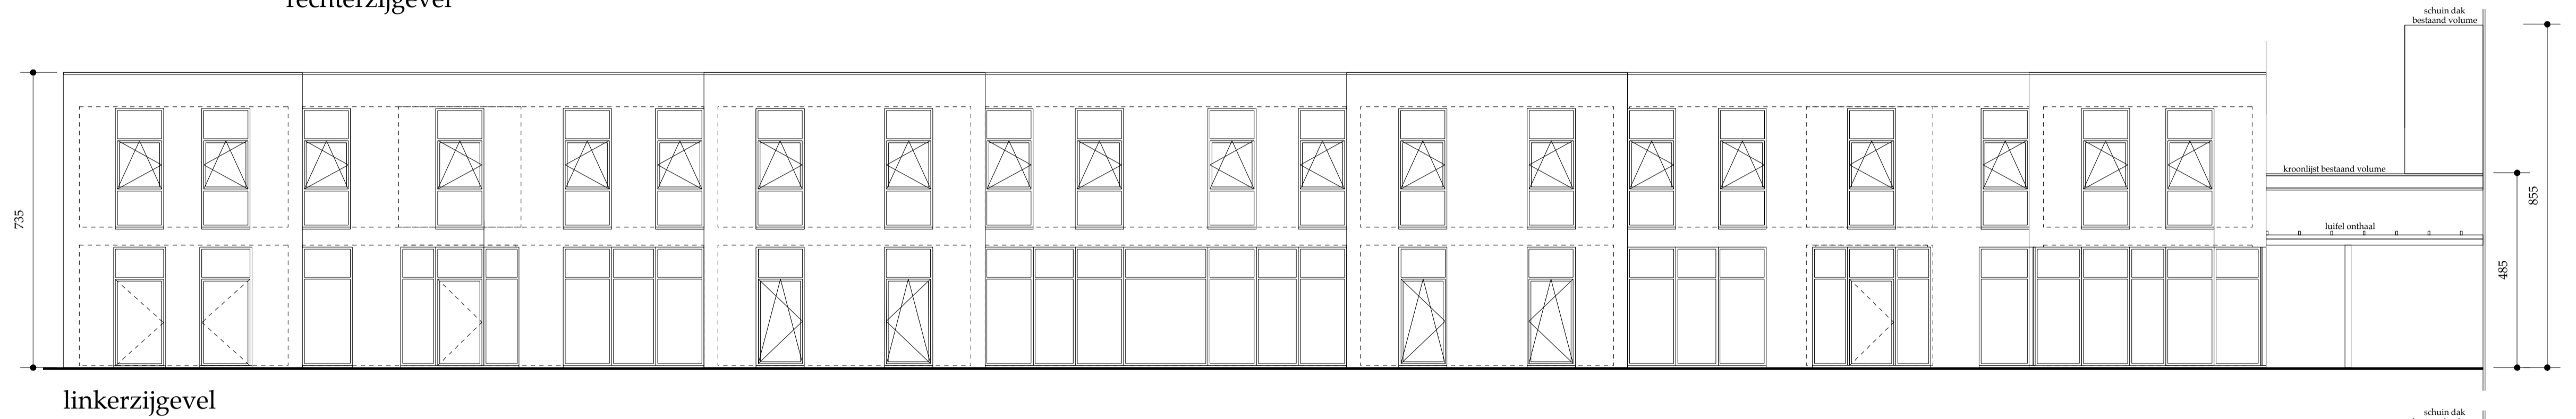 rechterzijgevel
schuin dak
bestaand volume
kroonlijst bestaand volume
735
855
luifel onthaal
485
linkerzijgevel
schuin dak